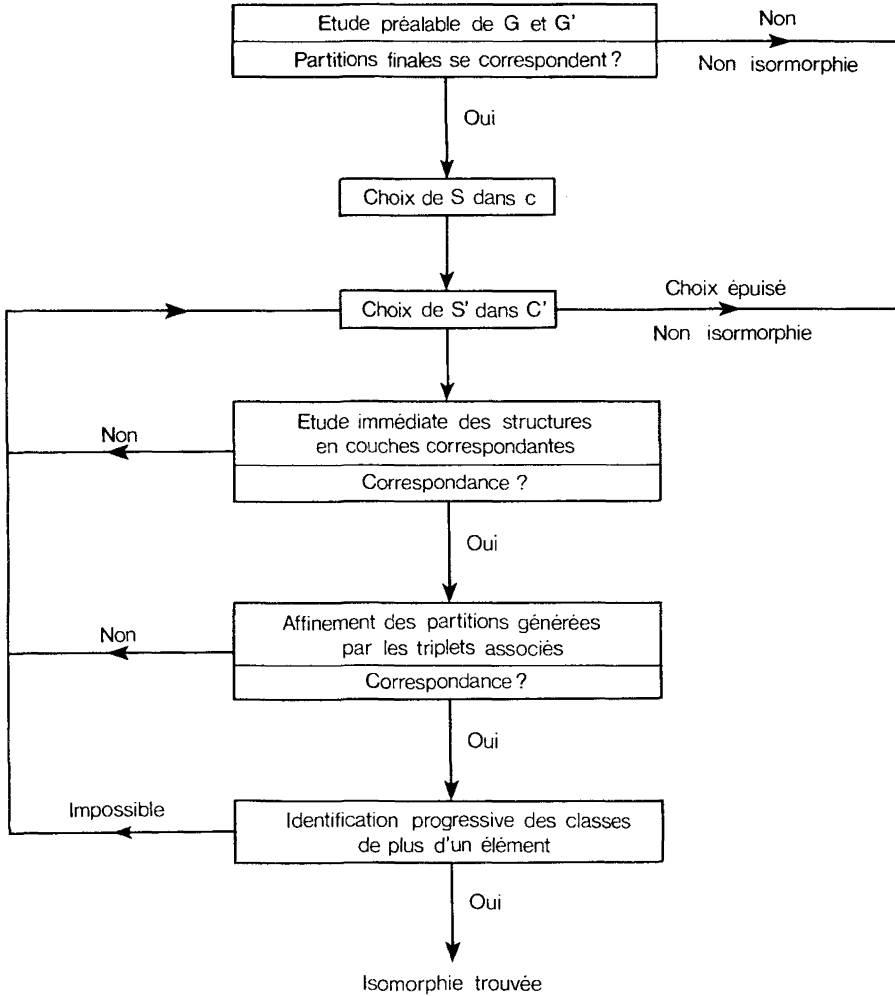 Etude préalable de G et G'
Non
Partitions finales se correspondent ?
Non isormorphie
Oui
Choix de S dans c
Choix épuisé
Choix de S' dans C'
Non isormorphie
Etude immédiate des structures
en couches correspondantes
Non
Correspondance ?
Oui
Affinement des partitions générées
par les triplets associés
Non
Correspondance ?
Oui
Impossible
Identification progressive des classes
de plus d'un élément
Oui
Isomorphie trouvée